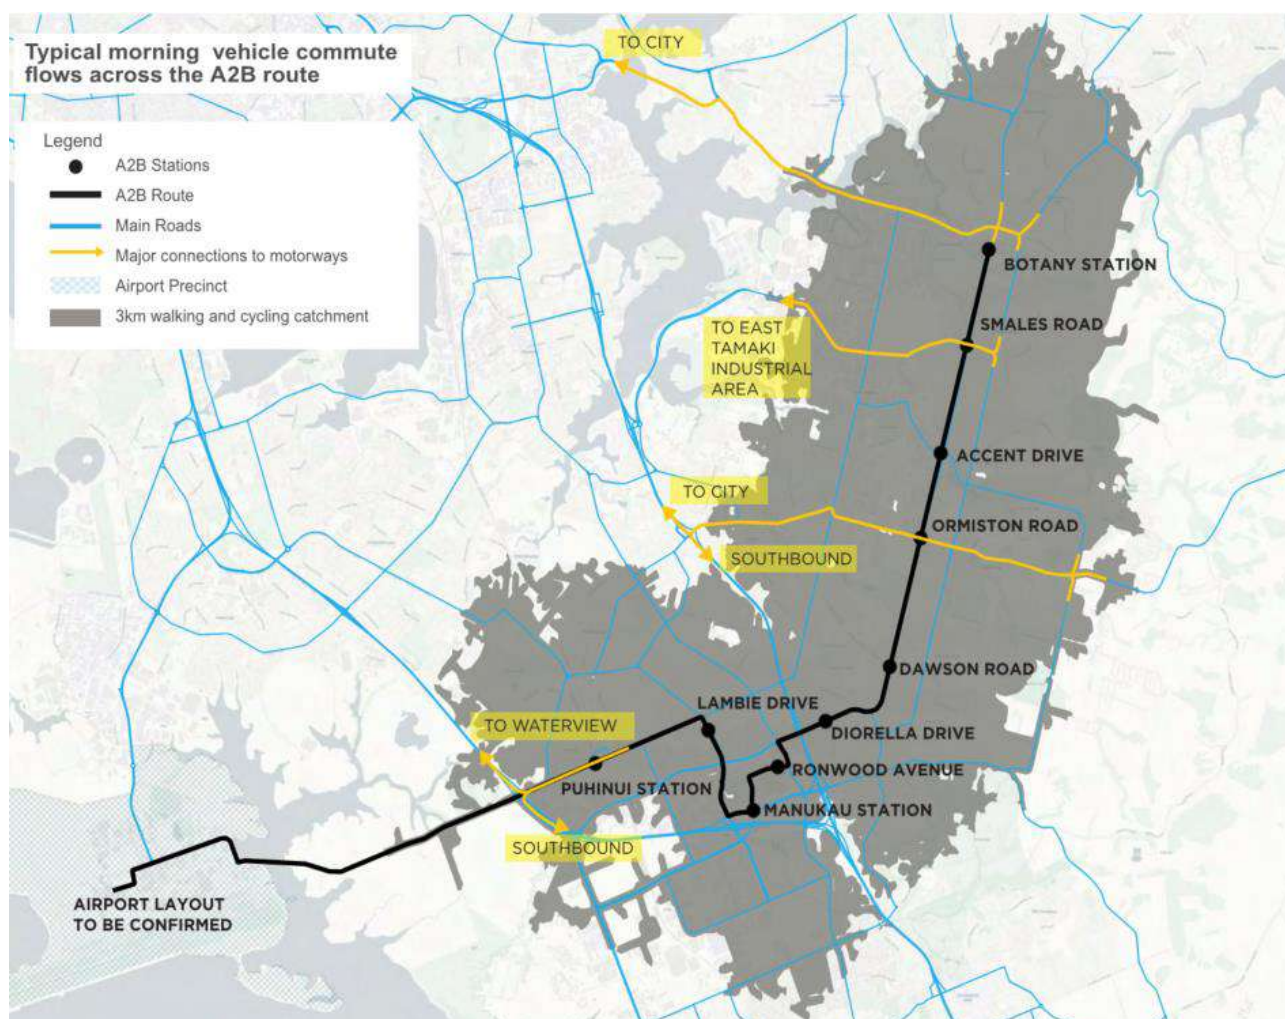 Typical morning vehicle commute
flows across the A2B route
Legend
A2B Stations
A2B Route
Main Roads
Major connections to motorways
Airport Precinct
3km walking and cycling catchment
TO CITY
BOTANY STATION
SMALES ROAD
TO EAST
TAMAKI
INDUSTRIAL
AREA
ACCENT DRIVE
TO CITY
ORMISTON ROAD
SOUTHBOUND
DAWSON ROAD
LAMBIE DRIVE
TO WATERVIEW
DIORELLA DRIVE
RONWOOD AVENUE
PUHINUI STATION
MANUKAU STATION
SOUTHBOUND
AIRPORT LAYOUT
TO BE CONFIRMED